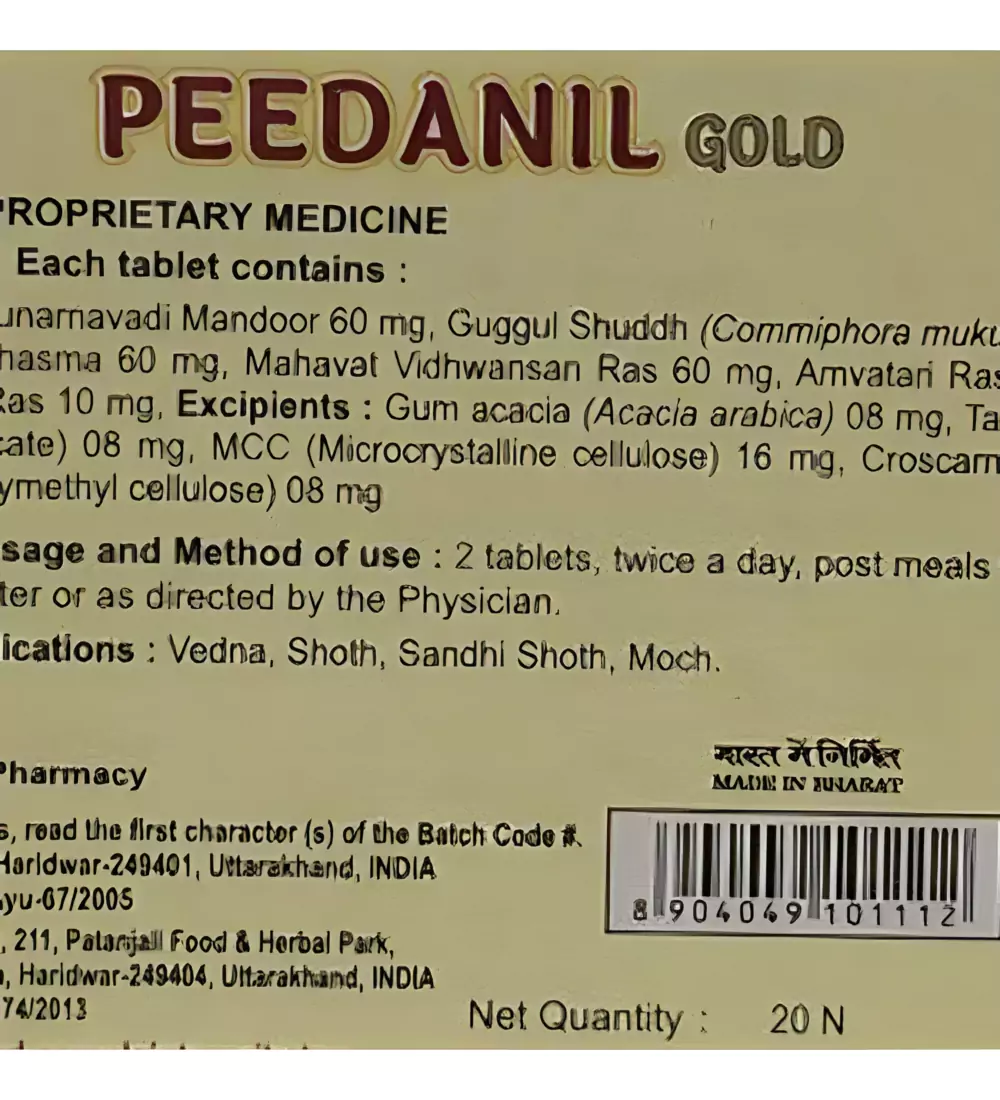 PEEDANIL GOLD
ROPRIETARY MEDICINE
Each tablet contains :
unarnavadi Mandoor 60 mg, Guggul Shuddh (Commiphora muku
hasma 60 mg, Mahavat Vidhwansan Ras 60 mg, Amvatari Ras
Ras 10 mg, Excipients : Gum acacia (Acacia arabica) 08 mg, Ta
cate) 08 mg, MCC (Microcrystalline cellulose) 16 mg, Croscarm
ymethyl cellulose) 08 mg
sage and Method of use : 2 tablets, twice a day, post meals
ter or as directed by the Physician.
ications : Vedna, Shoth, Sandhi Shoth, Moch.
भारत में निर्मित
MADE IN BHARAT
Pharmacy
s, read the first character (s) of the Batch Code #.
Haridwar-249401, Uttarakhand, INDIA
yu-67/2005
, 211, Patanjali Food & Herbal Park,
, Haridwar-249404, Uttarakhand, INDIA
74/2013
8 904049 101112
Net Quantity : 20 N